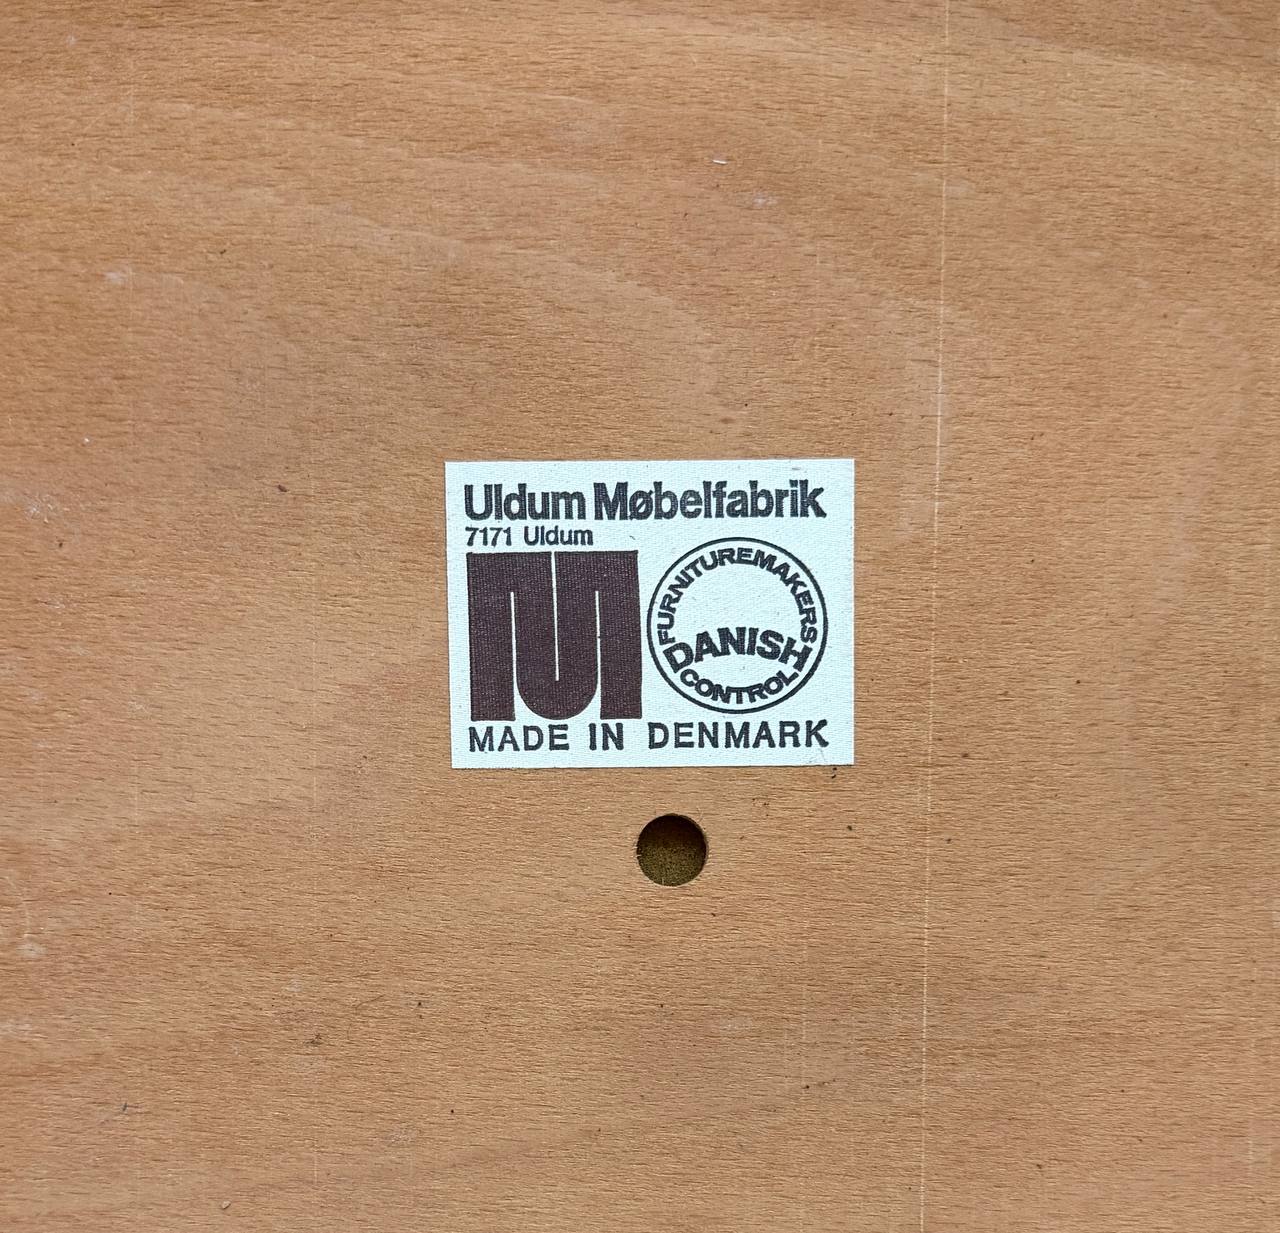 Uldum Møbelfabrik
7171 Uldum
FURNITUREMAKERS
DANISH
CONTROL
MADE IN DENMARK